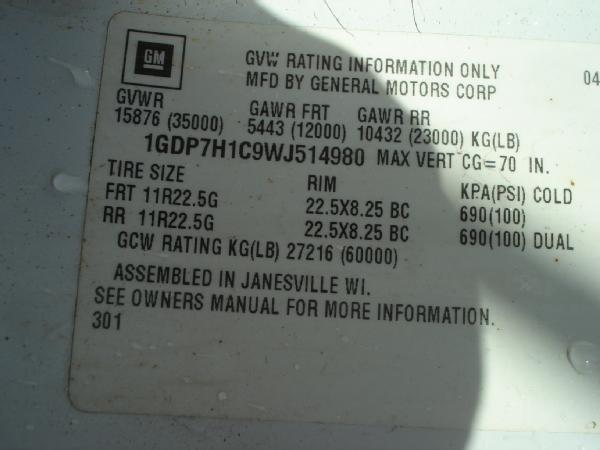 GM
GVW RATING INFORMATION ONLY 04
MFD BY GENERAL MOTORS CORP
GVWR GAWR FRT GAWR RR
15876 (35000) 5443 (12000) 10432 (23000) KG(LB)
1GDP7H1C9WJ514980 MAX VERT CG=70 IN.
TIRE SIZE RIM KPA(PSI) COLD
FRT 11R22.5G 22.5X8.25 BC 690(100)
RR 11R22.5G 22.5X8.25 BC 690(100) DUAL
GCW RATING KG(LB) 27216 (60000)
ASSEMBLED IN JANESVILLE WI.
SEE OWNERS MANUAL FOR MORE INFORMATION.
301